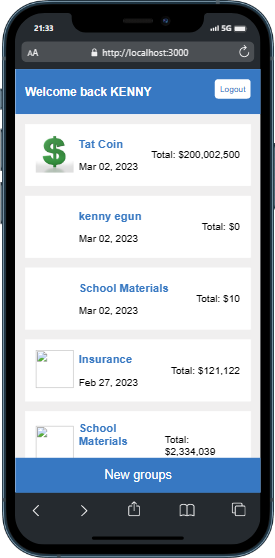 21:33
5G
AA
http://localhost:3000
Welcome back KENNY
Logout
Tat Coin
Total: $200,002,500
Mar 02, 2023
kenny egun
Total: $0
Mar 02, 2023
School Materials
Total: $10
Mar 02, 2023
Insurance
Total: $121,122
Feb 27, 2023
School
Materials
Total:
$2,334,039
New groups